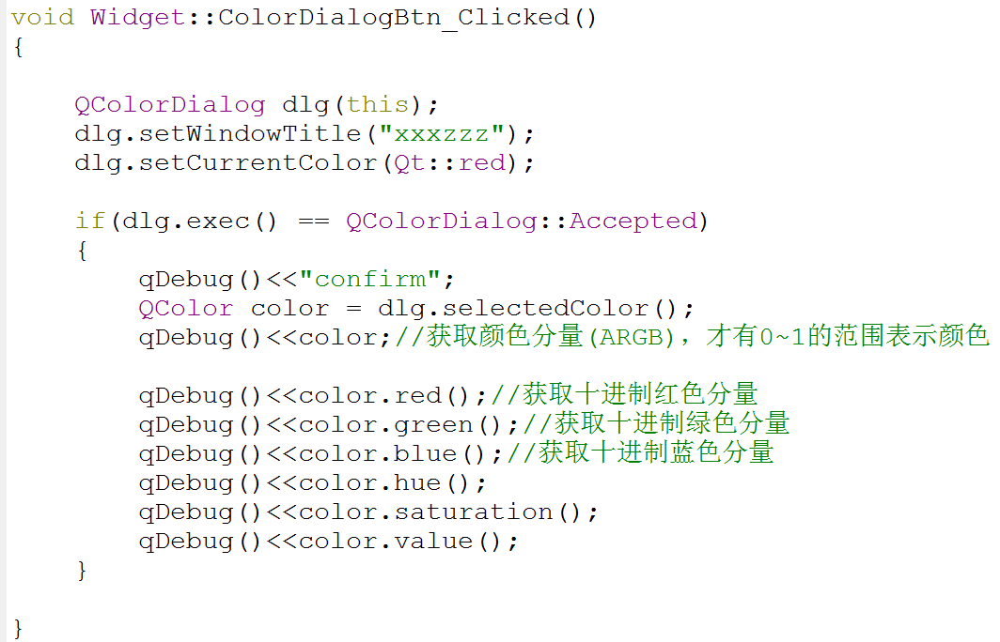 void Widget::ColorDialogBtn_Clicked()
{
QColorDialog dlg(this);
dlg.setWindowTitle("xxxzzz");
dlg.setCurrentColor(Qt::red);
if(dlg.exec() == QColorDialog::Accepted)
{
qDebug()<<"confirm";
QColor color = dlg.selectedColor();
qDebug()<<color;//获取颜色分量(ARGB)，才有0~1的范围表示颜色
qDebug()<<color.red();//获取十进制红色分量
qDebug()<<color.green();//获取十进制绿色分量
qDebug()<<color.blue();//获取十进制蓝色分量
qDebug()<<color.hue();
qDebug()<<color.saturation();
qDebug()<<color.value();
}
}